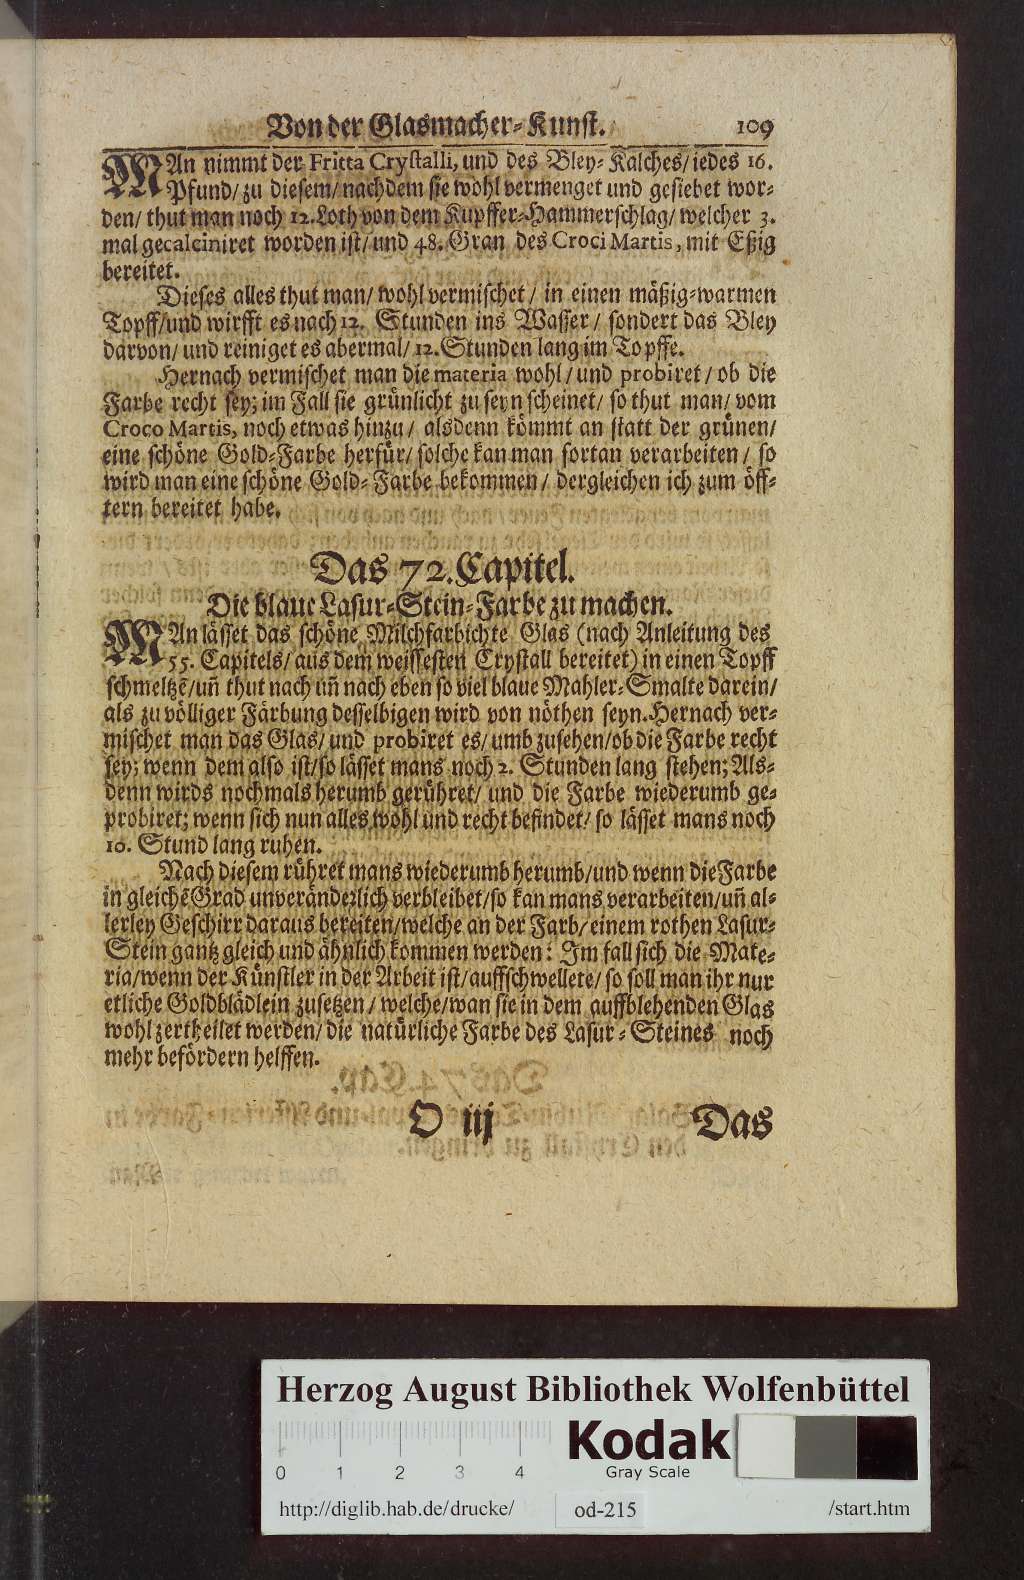 Von der Glasmacher-Kunst. 109
MAn nimmt der Fritta Crystalli, und des Bley-Kalches/ iedes 16.
Pfund/ zu diesem/ nachdem sie wohl vermenget und gesiebet wor-
den/ thut man noch 12. Loth von dem Kupffer-Hammerschlag/ welcher 3.
mal gecalciniret worden ist/ und 48. Gran des Croci Martis, mit Eßig
bereitet.
Dieses alles thut man/ wohl vermischet/ in einen mäßig-warmen
Topff/ und wirfft es nach 12. Stunden ins Wasser/ sondert das Bley
darvon/ und reiniget es abermal/ 12. Stunden lang im Topffe.
Hernach vermischet man die materia wohl/ und probiret/ ob die
Farbe recht sey; im Fall sie grünlicht zu seyn scheinet/ so thut man/ vom
Croco Martis, noch etwas hinzu/ alsdenn kömmt an statt der grünen/
eine schöne Gold-Farbe herfür/ solche kan man fortan verarbeiten/ so
wird man eine schöne Gold-Farbe bekommen/ dergleichen ich zum öff-
tern bereitet habe.
Das 72. Capitel.
Die blaue Lasur-Stein-Farbe zu machen.
MAn lässet das schöne Milchfarbichte Glas (nach Anleitung des
55. Capitels/ aus dem weissesten Crystall bereitet) in einen Topff
schmeltzē/ uñ thut nach uñ nach eben so viel blaue Mahler-Smalte darein/
als zu völliger Färbung desselbigen wird von nöthen seyn. Hernach ver-
mischet man das Glas/ und probiret es/ umb zusehen/ ob die Farbe recht
sey; wenn dem also ist/ so lässet mans noch 2. Stunden lang stehen; Als-
denn wirds nochmals herumb gerühret/ und die Farbe wiederumb ge-
probiret; wenn sich nun alles wohl und recht befindet/ so lässet mans noch
10. Stund lang ruhen.
Nach diesem rühret mans wiederumb herumb/ und wenn die Farbe
in gleichē Grad unveränderlich verbleibet/ so kan mans verarbeiten/ uñ al-
lerley Geschirr daraus bereiten/ welche an der Farb/ einem rothen Lasur-
Stein gantz gleich und ähnlich kommen werden: Im fall sich die Mate-
ria/ wenn der Künstler in der Arbeit ist/ auffschwellete/ so soll man ihr nur
etliche Goldblädlein zusetzen/ welche/ wan sie in dem auffblehenden Glas
wohl zertheilet werden/ die natürliche Farbe des Lasur-Steines noch
mehr befördern helffen.
O iij Das
Herzog August Bibliothek Wolfenbüttel
0 1 2 3 4
Kodak
Gray Scale
http://diglib.hab.de/drucke/ od-215 /start.htm